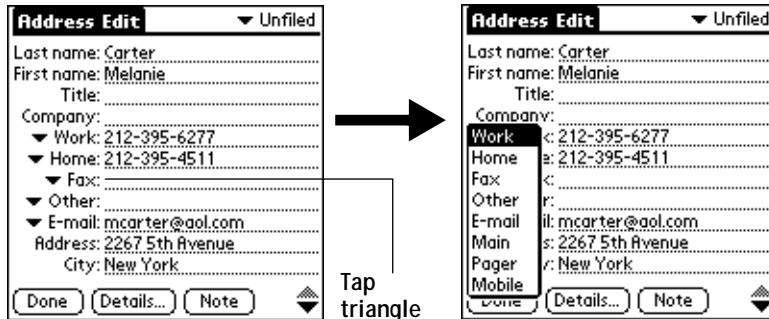 Address Edit ▼ Unfiled
Last name: Carter
First name: Melanie
Title:
Company:
▼ Work: 212-395-6277
▼ Home: 212-395-4511
▼ Fax:
▼ Other:
▼ E-mail: mcarter@aol.com
Address: 2267 5th Avenue
City: New York
Done Details... Note
Tap
triangle
Address Edit ▼ Unfiled
Last name: Carter
First name: Melanie
Title:
Company:
Work k: 212-395-6277
Home e: 212-395-4511
Fax x:
Other r:
E-mail il: mcarter@aol.com
Main s: 2267 5th Avenue
Pager y: New York
Mobile
Done Details... Note